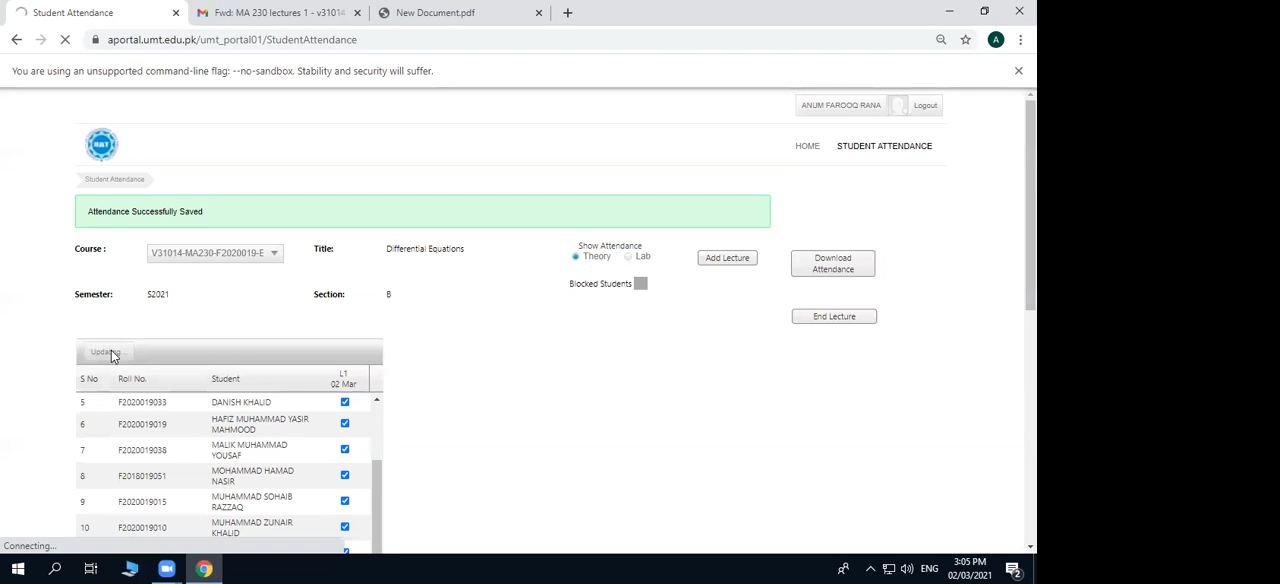 Student Attendance
Fwd: MA 230 lectures 1 - v31014
New Document.pdf
aportal.umt.edu.pk/umt_portal01/StudentAttendance
A
You are using an unsupported command-line flag: --no-sandbox. Stability and security will suffer.
ANUM FAROOQ RANA Logout
UMT
HOME STUDENT ATTENDANCE
Student Attendance
Attendance Successfully Saved
Course : V31014-MA230-F2020019-E Title: Differential Equations
Show Attendance
Theory Lab
Add Lecture
Download
Attendance
Blocked Students
Semester: S2021 Section: B
End Lecture
Updating...
S No Roll No. Student L1
02 Mar
5 F2020019033 DANISH KHALID
6 F2020019019 HAFIZ MUHAMMAD YASIR
MAHMOOD
7 F2020019038 MALIK MUHAMMAD
YOUSAF
8 F2018019051 MOHAMMAD HAMAD
NASIR
9 F2020019015 MUHAMMAD SOHAIB
RAZZAQ
10 F2020019010 MUHAMMAD ZUNAIR
KHALID
Connecting...
ENG
3:05 PM
02/03/2021
2